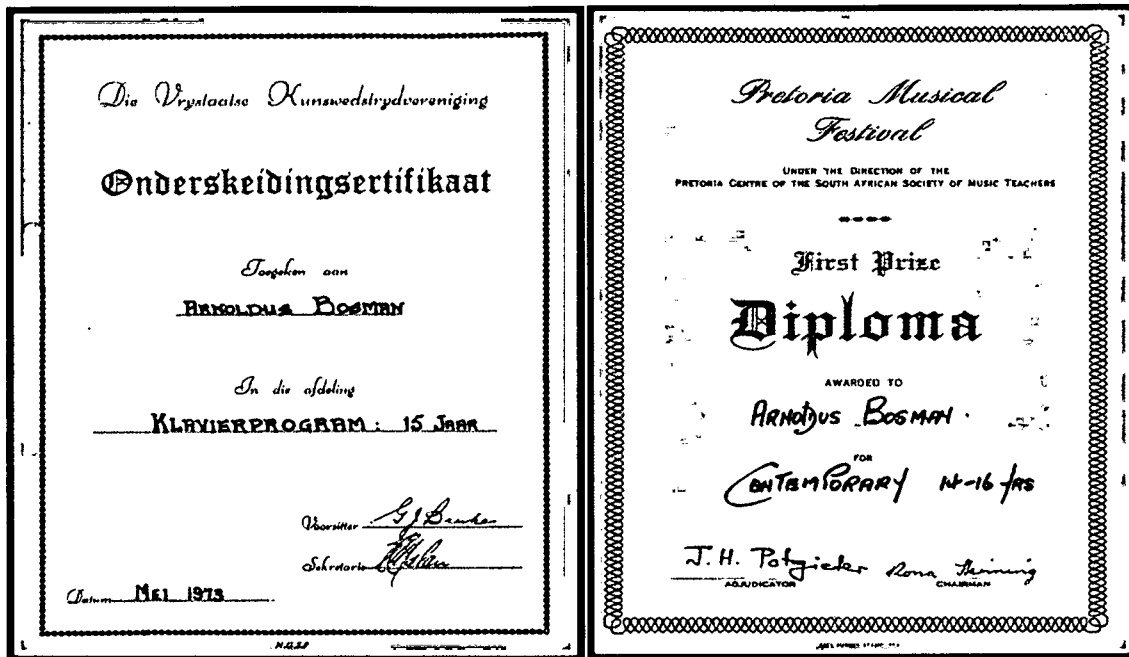 Die Vrystaatse Kunswedstrydvereniging
Onderskeidingsertifikaat
Toegeken aan
ARNOLDUS BOSMAN
In die afdeling
KLAVIERPROGRAM: 15 JAAR
Voorsitter
Sekretaris
Datum MEI 1973
Pretoria Musical
Festival
UNDER THE DIRECTION OF THE
PRETORIA CENTRE OF THE SOUTH AFRICAN SOCIETY OF MUSIC TEACHERS
First Prize
Diploma
AWARDED TO
ARNOLDUS BOSMAN.
FOR
CONTEMPORARY 14-16 YRS
J.H. Potgieter
ADJUDICATOR CHAIRMAN